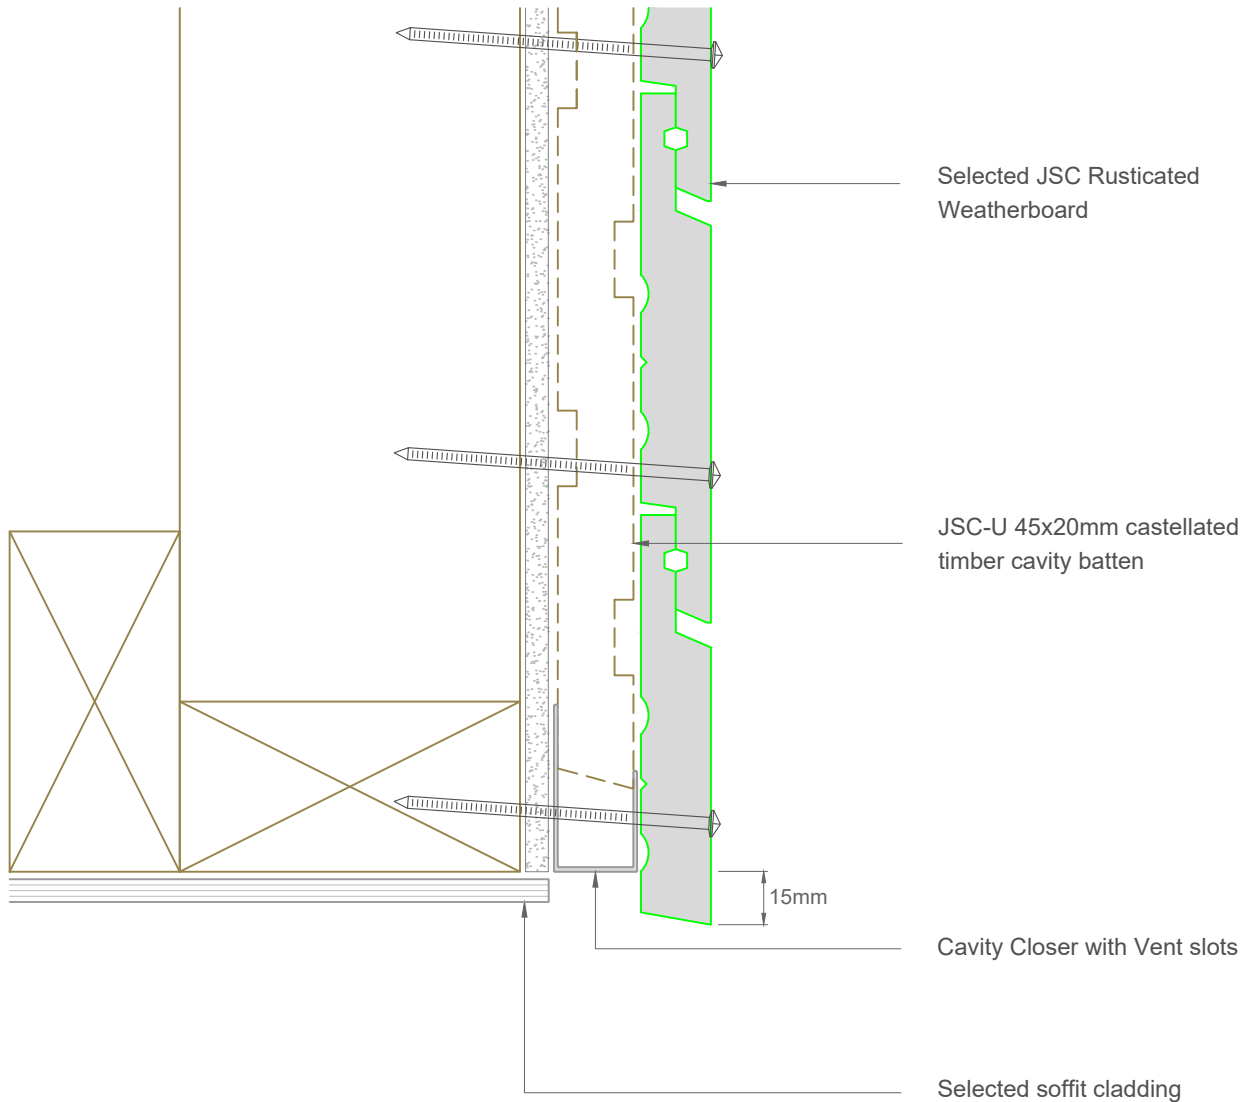 Selected JSC Rusticated
Weatherboard
JSC-U 45x20mm castellated
timber cavity batten
15mm
Cavity Closer with Vent slots
Selected soffit cladding